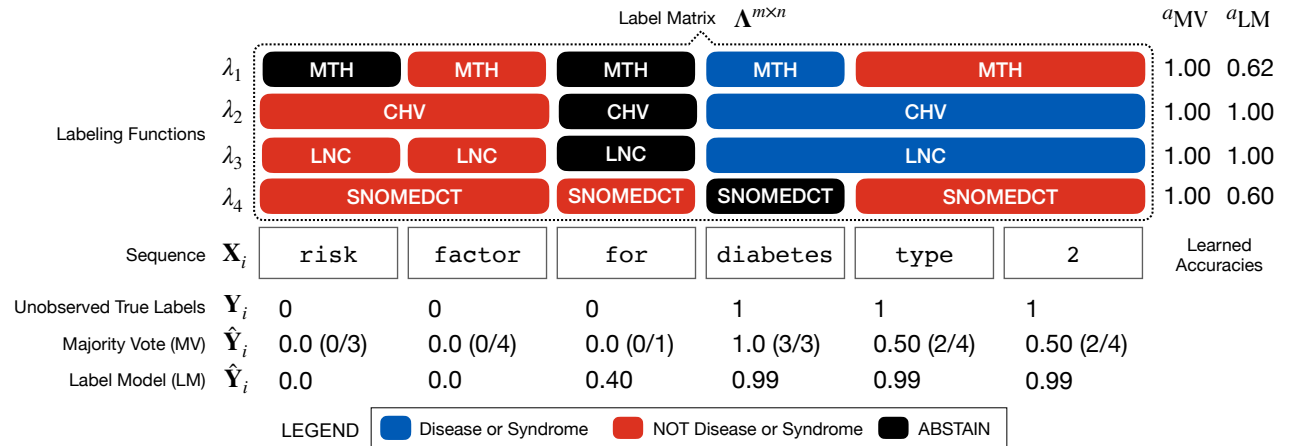 Label Matrix Λ^{m×n} ^aMV ^aLM
λ1 MTH MTH MTH MTH MTH 1.00 0.62
λ2 CHV CHV CHV 1.00 1.00
Labeling Functions
λ3 LNC LNC LNC LNC 1.00 1.00
λ4 SNOMEDCT SNOMEDCT SNOMEDCT SNOMEDCT 1.00 0.60
Sequence X_i risk factor for diabetes type 2 Learned
Accuracies
Unobserved True Labels Y_i 0 0 0 1 1 1
Majority Vote (MV) Ŷ_i 0.0 (0/3) 0.0 (0/4) 0.0 (0/1) 1.0 (3/3) 0.50 (2/4) 0.50 (2/4)
Label Model (LM) Ŷ_i 0.0 0.0 0.40 0.99 0.99 0.99
LEGEND Disease or Syndrome NOT Disease or Syndrome ABSTAIN